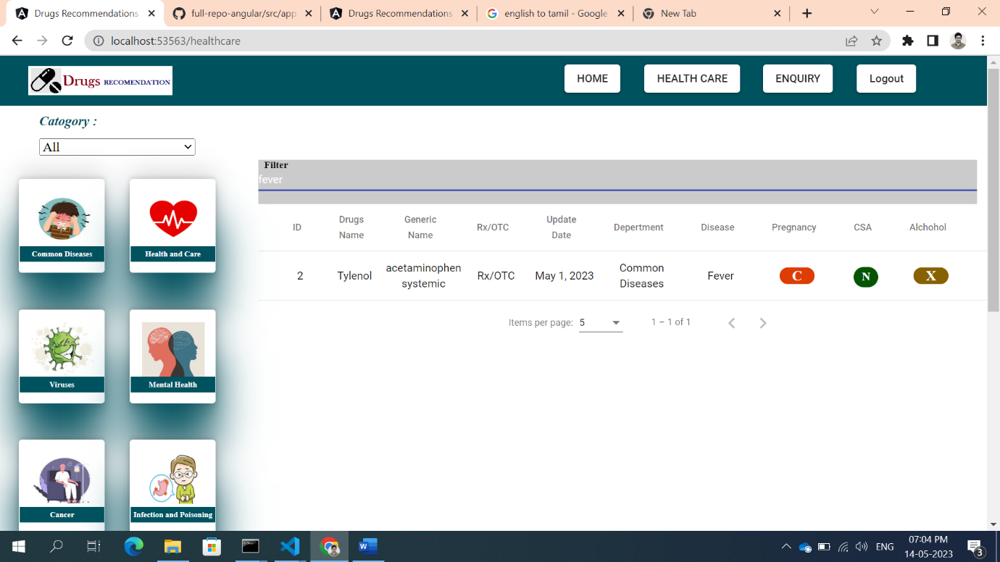 Drugs Recommendations
full-repo-angular/src/app
Drugs Recommendations
english to tamil - Google
New Tab
localhost:53563/healthcare
Drugs RECOMENDATION
HOME
HEALTH CARE
ENQUIRY
Logout
Catogory :
All
Filter
fever
Common Diseases
Health and Care
Viruses
Mental Health
Cancer
Infection and Poisoning
ID
Drugs
Name
Generic
Name
Rx/OTC
Update
Date
Depertment
Disease
Pregnancy
CSA
Alchohol
2
Tylenol
acetaminophen
systemic
Rx/OTC
May 1, 2023
Common
Diseases
Fever
C
N
X
Items per page:
5
1 – 1 of 1
ENG
07:04 PM
14-05-2023
3